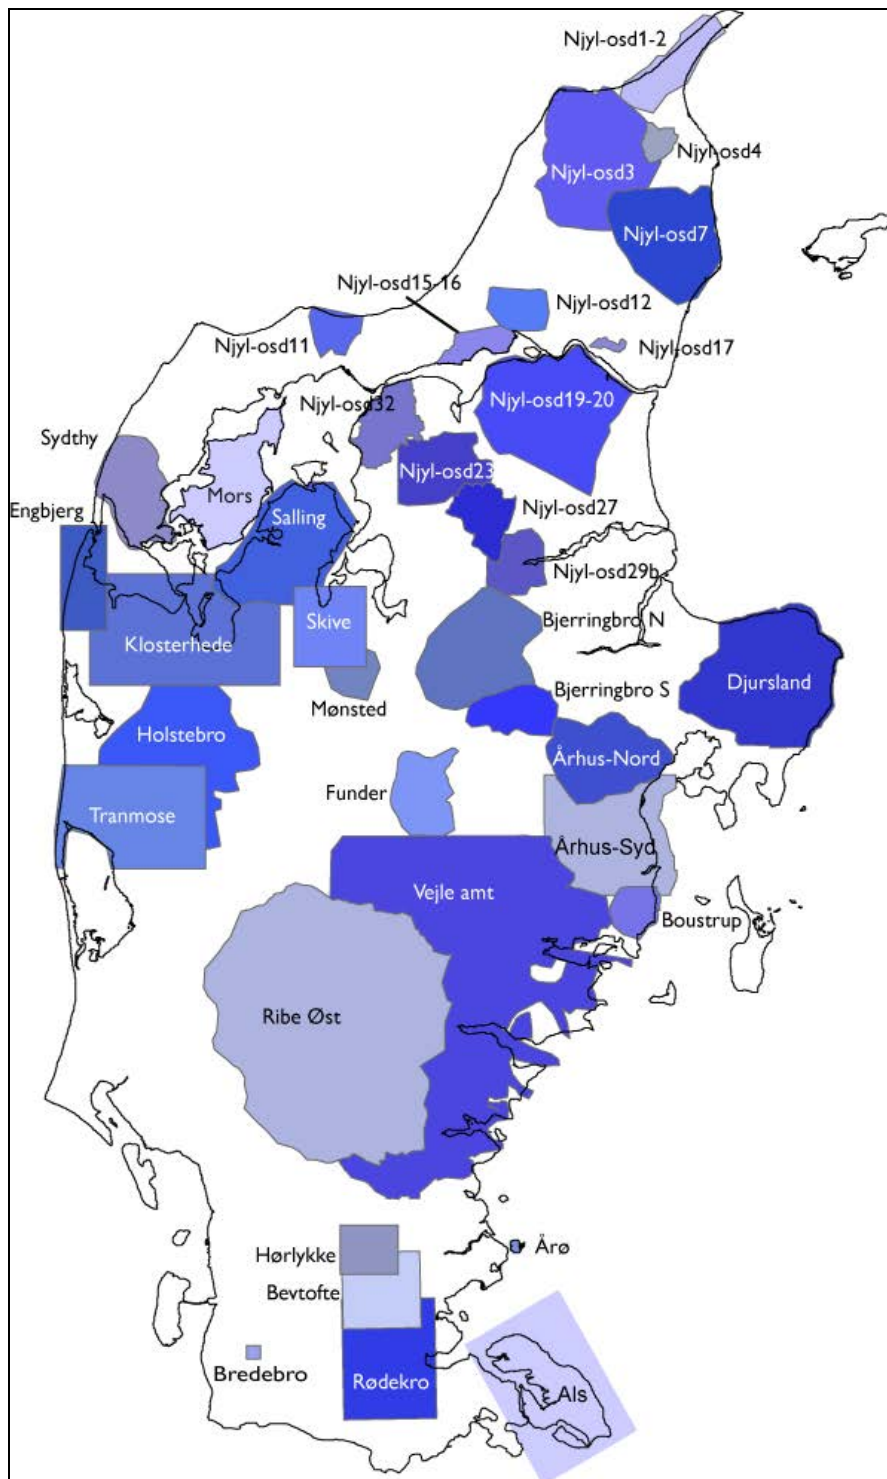 Njyl-osd1-2
Njyl-osd4
Njyl-osd3
Njyl-osd7
Njyl-osd15-16
Njyl-osd12
Njyl-osd11
Njyl-osd17
Njyl-osd32
Njyl-osd19-20
Sydthy
Njyl-osd23
Mors
Engbjerg
Salling
Njyl-osd27
Njyl-osd29b
Skive
Bjerringbro N
Klosterhede
Djursland
Bjerringbro S
Mønsted
Holstebro
Århus-Nord
Funder
Tranmose
Århus-Syd
Vejle amt
Boustrup
Ribe Øst
Hørlykke
Årø
Bevtofte
Bredebro
Rødekro
Als